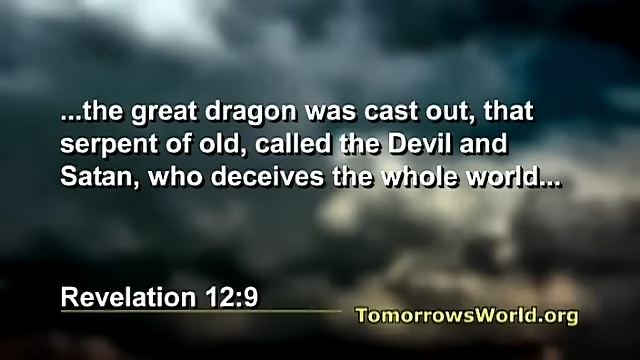 ...the great dragon was cast out, that
serpent of old, called the Devil and
Satan, who deceives the whole world...
Revelation 12:9
TomorrowsWorld.org